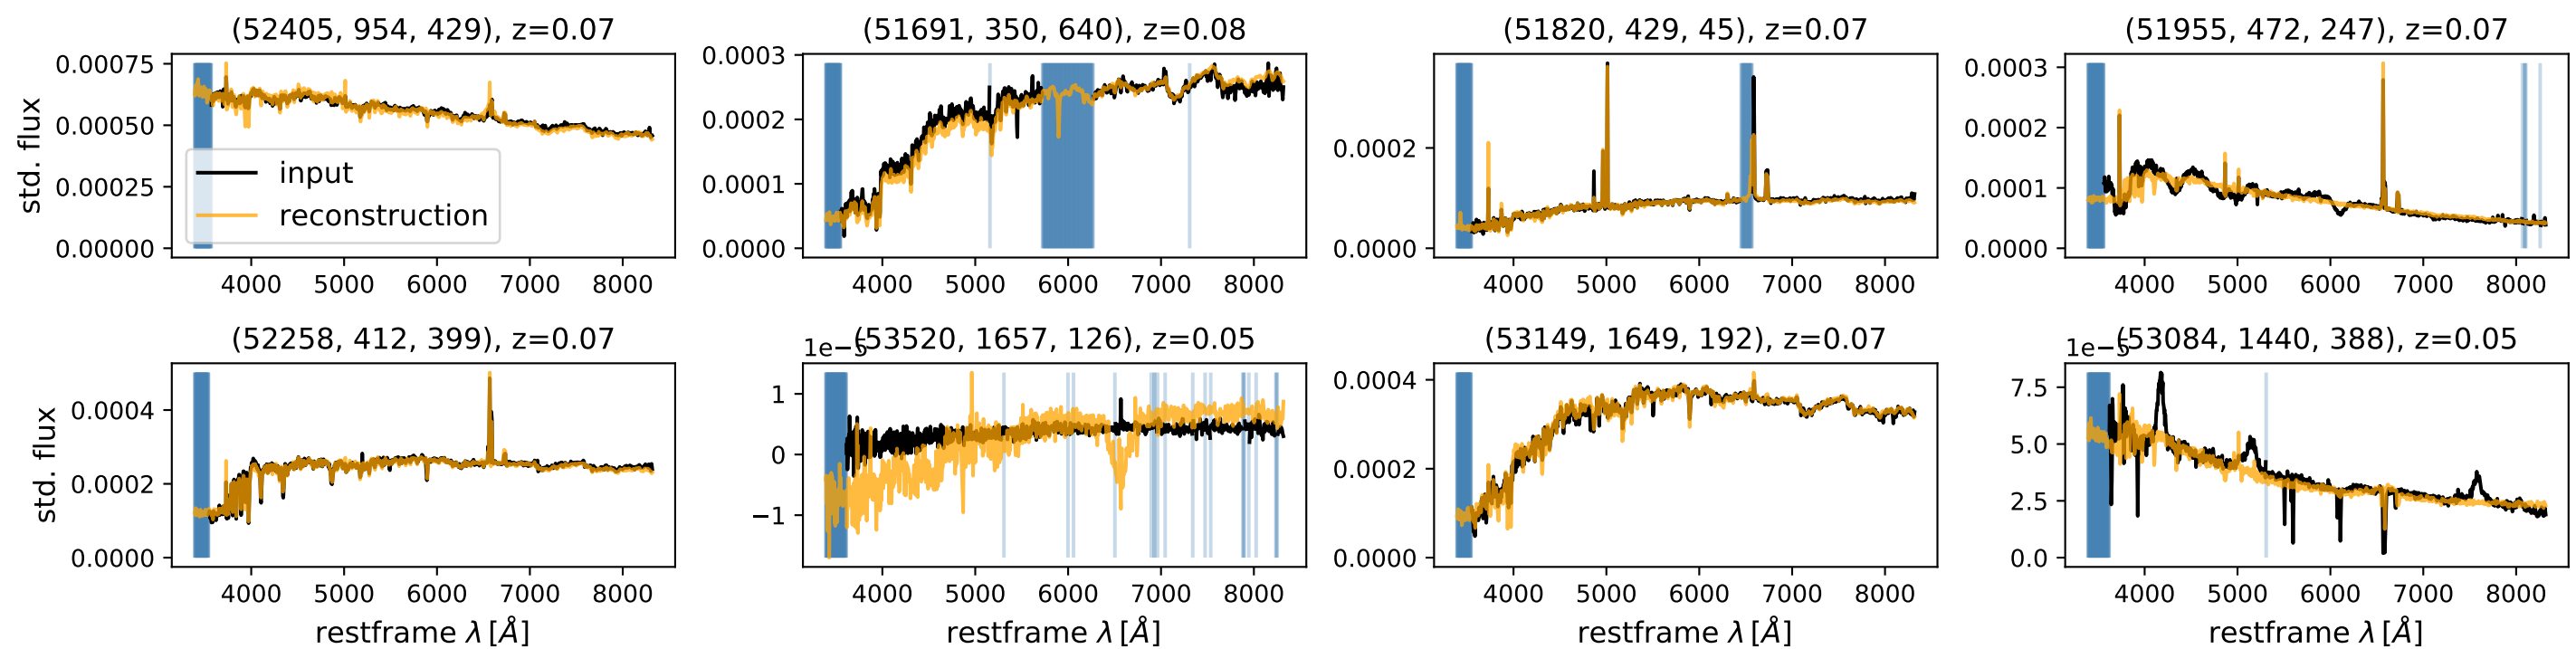 (52405, 954, 429), z=0.07
(51691, 350, 640), z=0.08
(51820, 429, 45), z=0.07
(51955, 472, 247), z=0.07
std. flux
0.00075
0.00050
0.00025
0.00000
input
reconstruction
4000 5000 6000 7000 8000
0.0003
0.0002
0.0001
0.0000
4000 5000 6000 7000 8000
0.0002
0.0000
4000 5000 6000 7000 8000
0.0003
0.0002
0.0001
0.0000
4000 5000 6000 7000 8000
(52258, 412, 399), z=0.07
(53520, 1657, 126), z=0.05
(53149, 1649, 192), z=0.07
(53084, 1440, 388), z=0.05
std. flux
0.0004
0.0002
0.0000
4000 5000 6000 7000 8000
restframe λ [Å]
1e−5
1
0
−1
4000 5000 6000 7000 8000
restframe λ [Å]
0.0004
0.0002
0.0000
4000 5000 6000 7000 8000
restframe λ [Å]
1e−5
7.5
5.0
2.5
0.0
4000 5000 6000 7000 8000
restframe λ [Å]